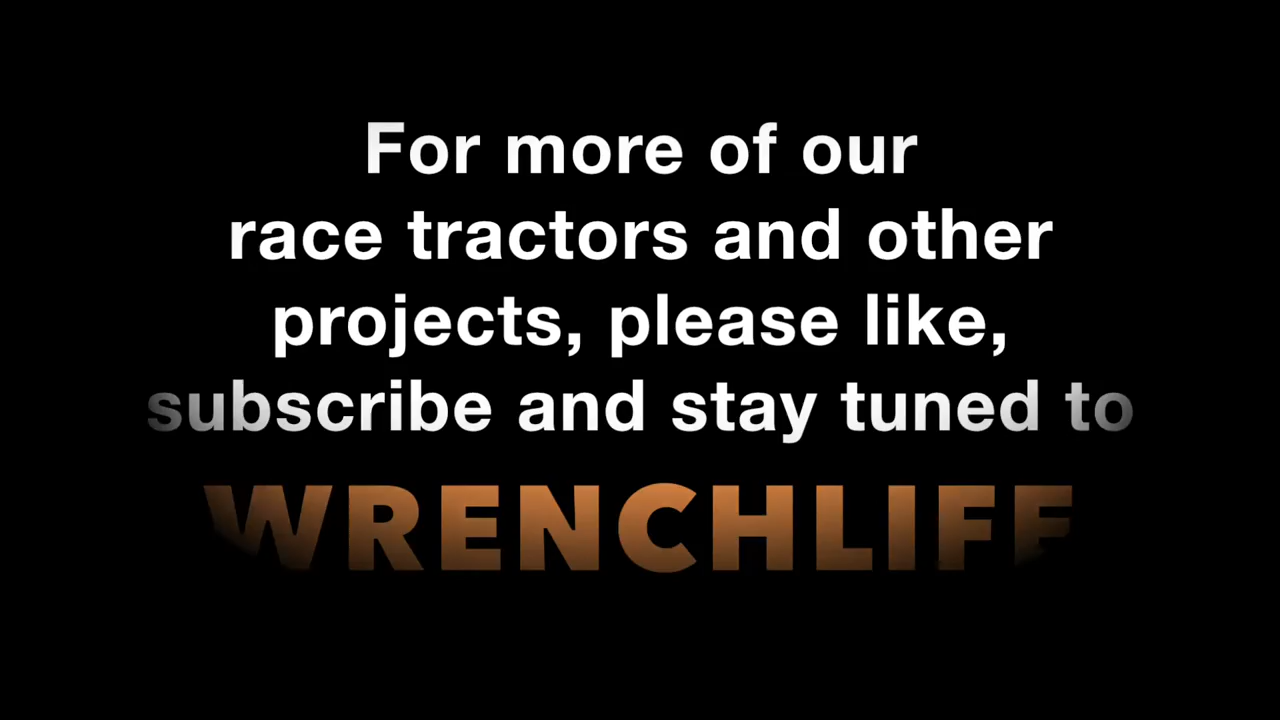 For more of our
race tractors and other
projects, please like,
subscribe and stay tuned to
WRENCHLIFE